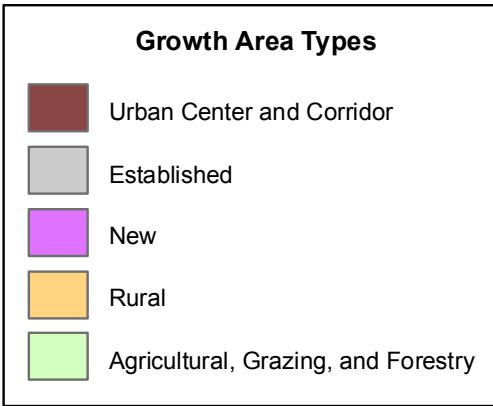 Growth Area Types
Urban Center and Corridor
Established
New
Rural
Agricultural, Grazing, and Forestry